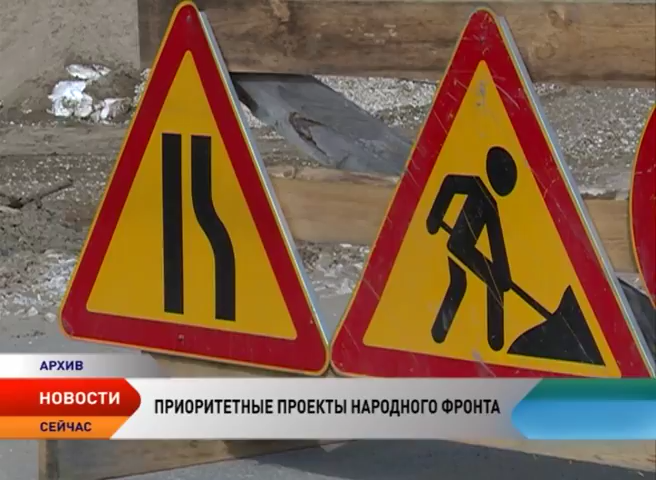 АРХИВ
НОВОСТИ
СЕЙЧАС
ПРИОРИТЕТНЫЕ ПРОЕКТЫ НАРОДНОГО ФРОНТА